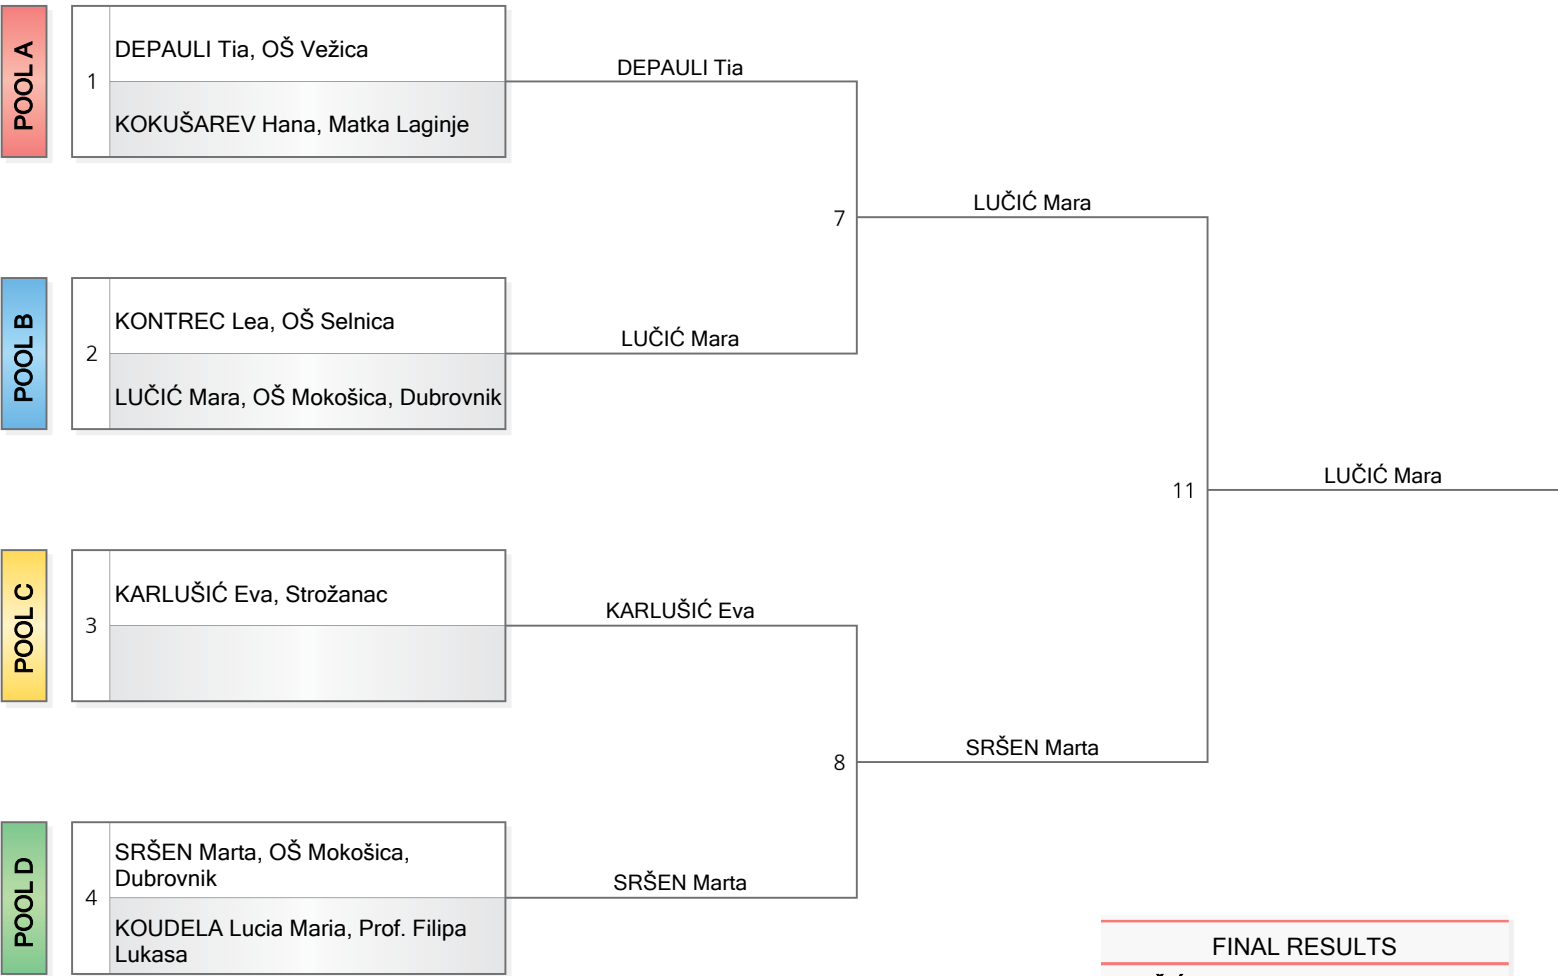 POOL A
1
DEPAULI Tia, OŠ Vežica
KOKUŠAREV Hana, Matka Laginje
DEPAULI Tia
7
LUČIĆ Mara
POOL B
2
KONTREC Lea, OŠ Selnica
LUČIĆ Mara, OŠ Mokošica, Dubrovnik
LUČIĆ Mara
11
LUČIĆ Mara
POOL C
3
KARLUŠIĆ Eva, Strožanac
KARLUŠIĆ Eva
8
SRŠEN Marta
POOL D
4
SRŠEN Marta, OŠ Mokošica,
Dubrovnik
KOUDELA Lucia Maria, Prof. Filipa
Lukasa
SRŠEN Marta
FINAL RESULTS